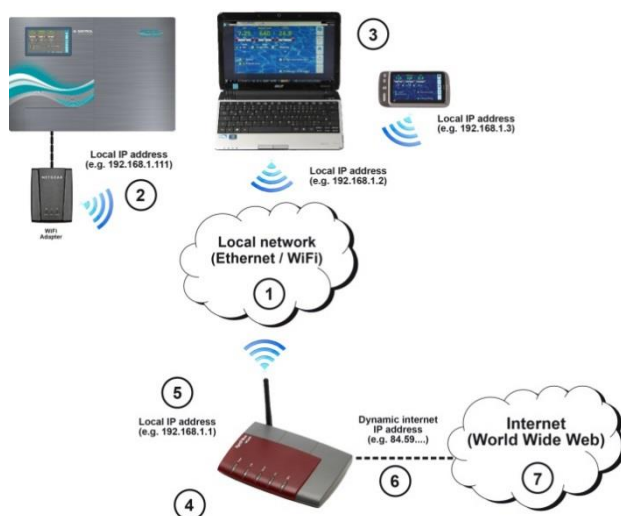 3
Local IP address
(e.g. 192.168.1.3)
Local IP address
(e.g. 192.168.1.111)
2
Local IP address
(e.g. 192.168.1.2)
NETGEAR
WiFi
Adapter
Local network
(Ethernet / WiFi)
1
5
Local IP address
(e.g. 192.168.1.1)
Dynamic internet
IP address
(e.g. 84.59....)
Internet
(World Wide Web)
6
7
4